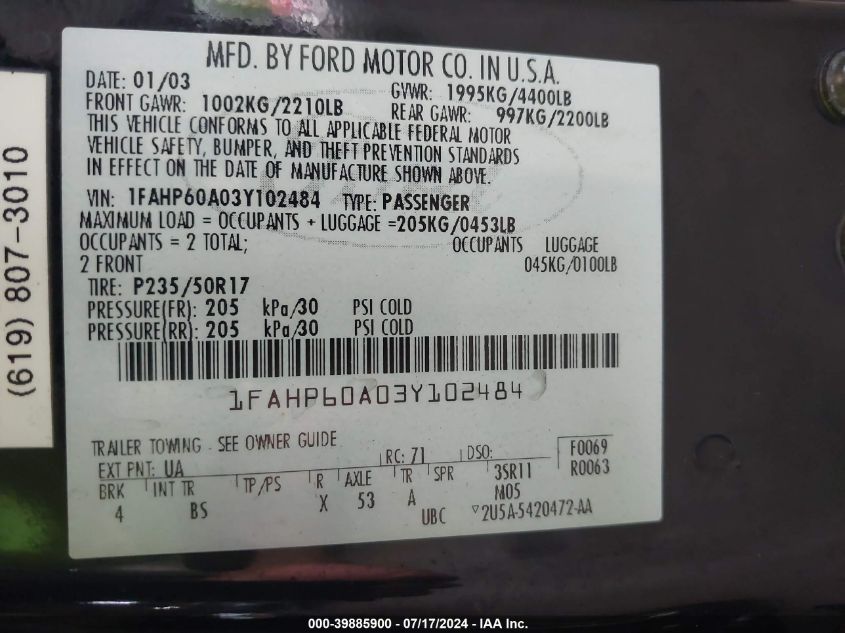 MFD. BY FORD MOTOR CO. IN U.S.A.
DATE: 01/03 GVWR: 1995KG/4400LB
FRONT GAWR: 1002KG/2210LB REAR GAWR: 997KG/2200LB
THIS VEHICLE CONFORMS TO ALL APPLICABLE FEDERAL MOTOR
VEHICLE SAFETY, BUMPER, AND THEFT PREVENTION STANDARDS
IN EFFECT ON THE DATE OF MANUFACTURE SHOWN ABOVE.
VIN: 1FAHP60A03Y102484 TYPE: PASSENGER
MAXIMUM LOAD = OCCUPANTS + LUGGAGE =205KG/0453LB
OCCUPANTS = 2 TOTAL; OCCUPANTS LUGGAGE
2 FRONT 045KG/0100LB
TIRE: P235/50R17
PRESSURE(FR): 205 kPa/30 PSI COLD
PRESSURE(RR): 205 kPa/30 PSI COLD
1FAHP60A03Y102484
TRAILER TOWING - SEE OWNER GUIDE
EXT PNT: UA RC: 71 DSO: F0069
BRK INT TR TP/PS R AXLE TR SPR 3SR11 R0063
4 BS X 53 A M05
UBC 2U5A-5420472-AA
(619) 807-3010
000-39885900 - 07/17/2024 - IAA Inc.